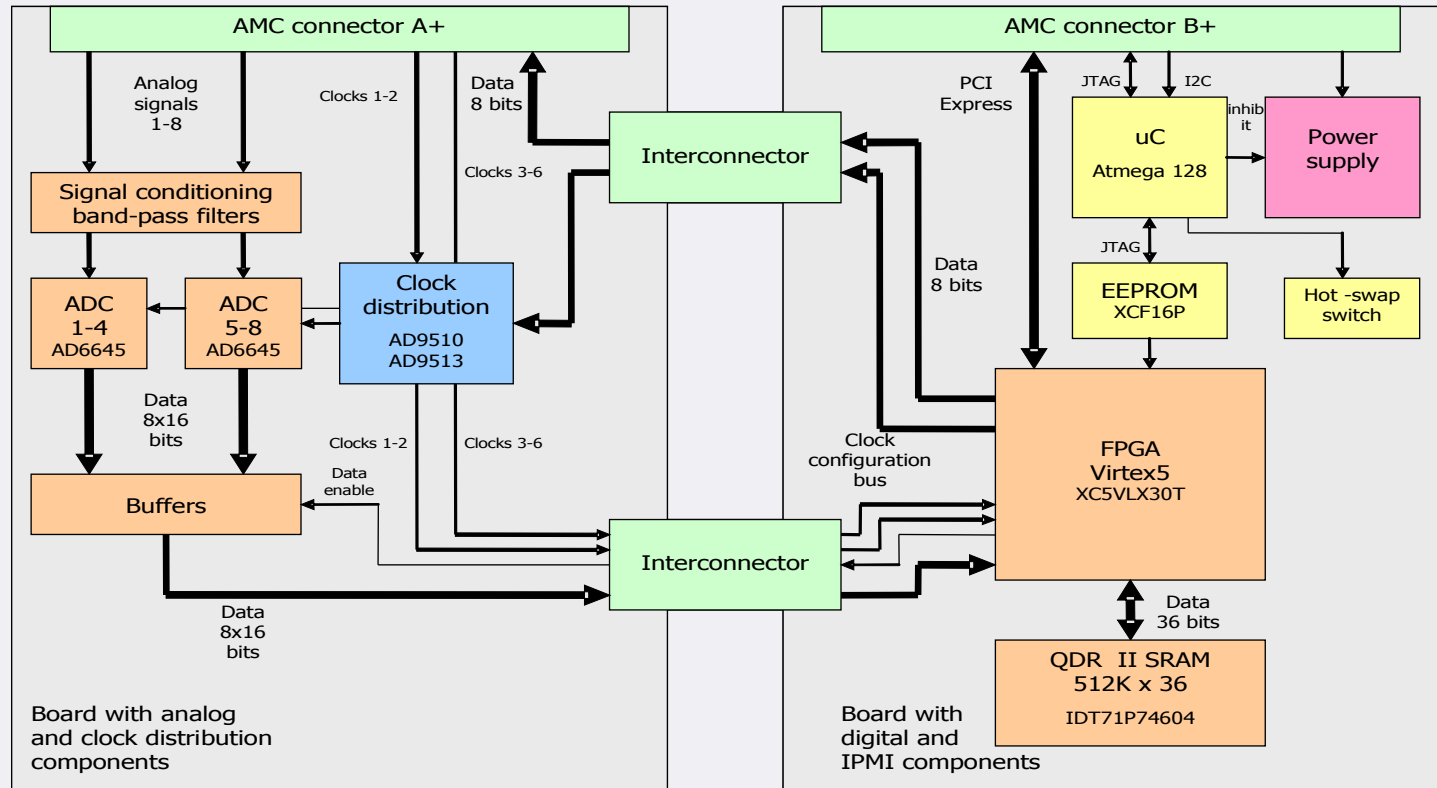 AMC connector A+
Analog
signals
1-8
Clocks 1-2
Data
8 bits
Clocks 3-6
Signal conditioning
band-pass filters
ADC
1-4
AD6645
ADC
5-8
AD6645
Clock
distribution
AD9510
AD9513
Data
8x16
bits
Clocks 1-2
Clocks 3-6
Data
enable
Buffers
Data
8x16
bits
Board with analog
and clock distribution
components
Interconnector
Interconnector
AMC connector B+
PCI
Express
JTAG
I2C
inhib
it
uC
Atmega 128
Power
supply
JTAG
Data
8 bits
EEPROM
XCF16P
Hot -swap
switch
Clock
configuration
bus
FPGA
Virtex5
XC5VLX30T
Data
36 bits
QDR II SRAM
512K x 36
IDT71P74604
Board with
digital and
IPMI components